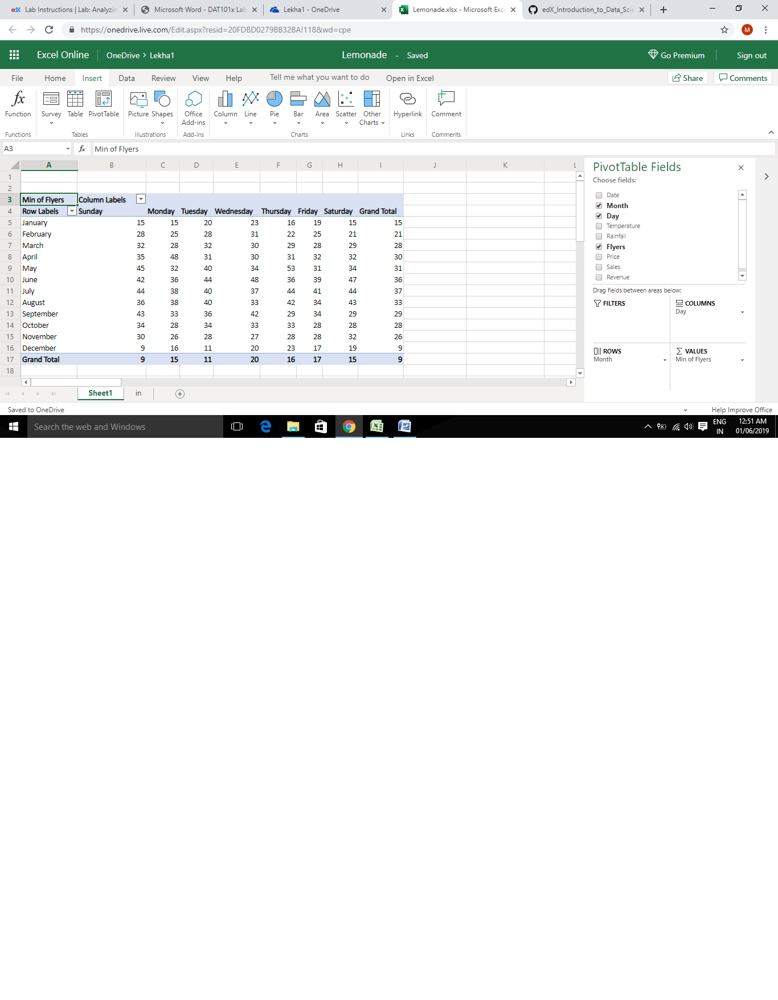 edX Lab Instructions | Lab: Analyzin
Microsoft Word - DAT101x Lab
Lekha1 - OneDrive
Lemonade.xlsx - Microsoft Exc
edX_Introduction_to_Data_Scie
https://onedrive.live.com/Edit.aspx?resid=20FDBD0279BB32BA!118&wd=cpe
M
Excel Online OneDrive > Lekha1 Lemonade - Saved Go Premium Sign out
File Home Insert Data Review View Help Tell me what you want to do Open in Excel Share Comments
Function Survey Table PivotTable Picture Shapes Office Add-ins Column Line Pie Bar Area Scatter Other Charts Hyperlink Comment
Functions Tables Illustrations Add-ins Charts Links Comments
A3 fx Min of Flyers
A B C D E F G H I J K L
1
2
3 Min of Flyers Column Labels
4 Row Labels Sunday Monday Tuesday Wednesday Thursday Friday Saturday Grand Total
5 January 15 15 20 23 16 19 15 15
6 February 28 25 28 31 22 25 21 21
7 March 32 28 32 30 29 28 29 28
8 April 35 48 31 30 31 32 32 30
9 May 45 32 40 34 53 31 34 31
10 June 42 36 44 48 36 39 47 36
11 July 44 38 40 37 44 41 44 37
12 August 36 38 40 33 42 34 43 33
13 September 43 33 36 42 29 34 29 29
14 October 34 28 34 33 33 28 28 28
15 November 30 26 28 27 28 28 32 26
16 December 9 16 11 20 23 17 19 9
17 Grand Total 9 15 11 20 16 17 15 9
18
PivotTable Fields
Choose fields:
Date
Month
Day
Temperature
Rainfall
Flyers
Price
Sales
Revenue
Drag fields between areas below:
FILTERS COLUMNS
Day
ROWS VALUES
Month Min of Flyers
Sheet1 in
Saved to OneDrive Help Improve Office
Search the web and Windows
ENG 12:51 AM
IN 01/06/2019